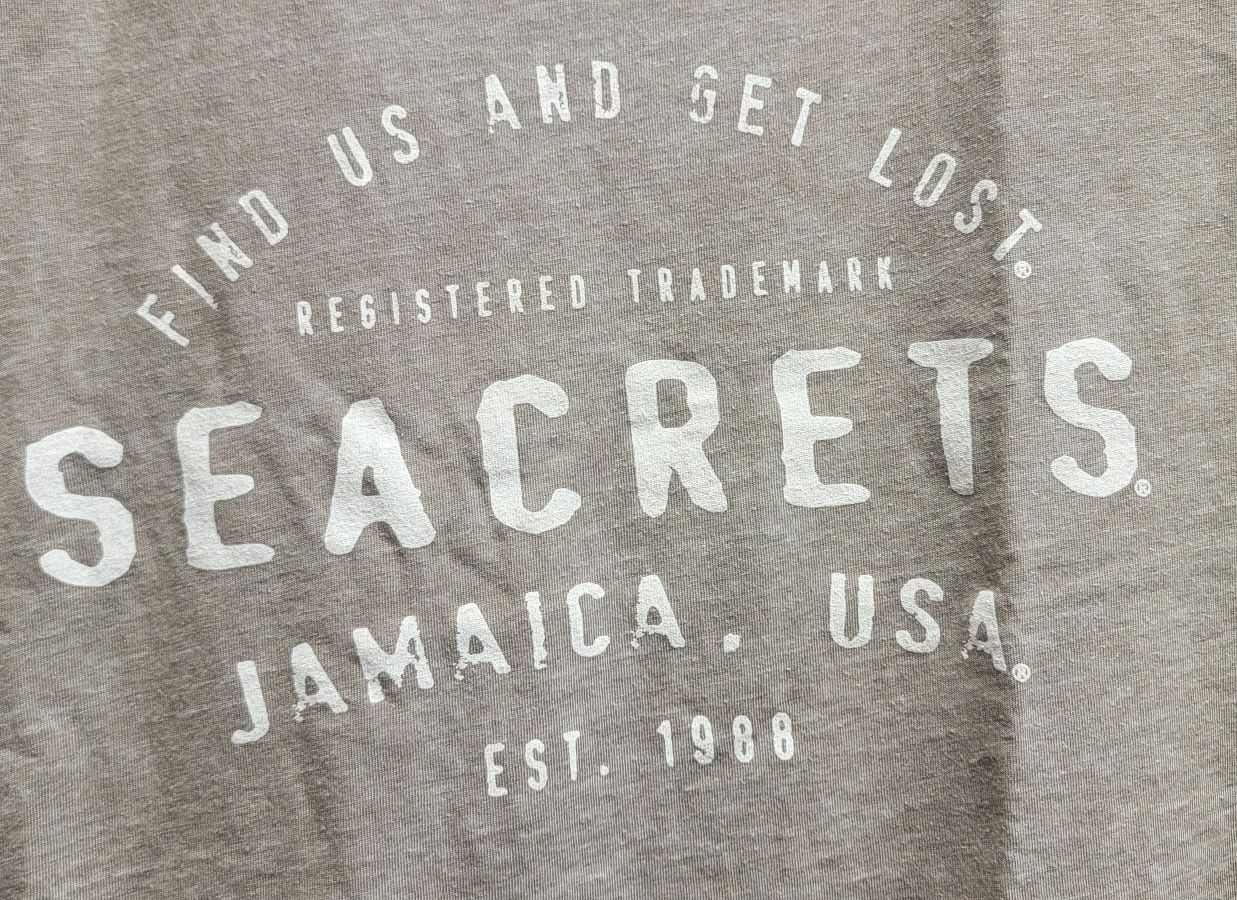 FIND US AND GET LOST.®
REGISTERED TRADEMARK
SEACRETS®
JAMAICA, USA®
EST. 1988